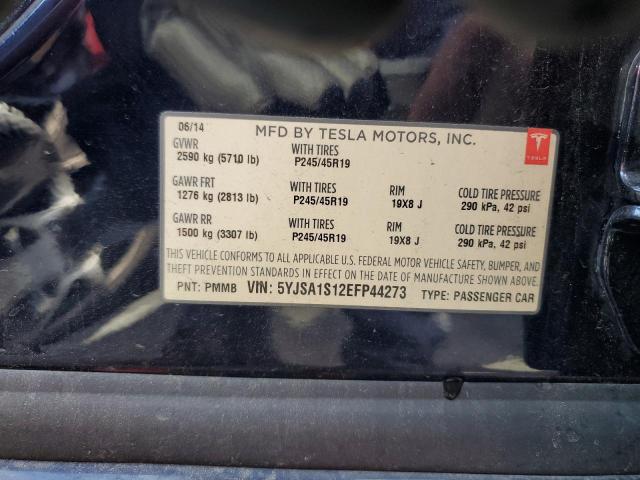 06/14
MFD BY TESLA MOTORS, INC.
TESLA
GVWR WITH TIRES
2590 kg (5710 lb) P245/45R19
GAWR FRT WITH TIRES RIM COLD TIRE PRESSURE
1276 kg (2813 lb) P245/45R19 19X8 J 290 kPa, 42 psi
GAWR RR WITH TIRES RIM COLD TIRE PRESSURE
1500 kg (3307 lb) P245/45R19 19X8 J 290 kPa, 42 psi
THIS VEHICLE CONFORMS TO ALL APPLICABLE U.S. FEDERAL MOTOR VEHICLE SAFETY, BUMPER, AND
THEFT PREVENTION STANDARDS IN EFFECT ON THE DATE OF MANUFACTURE SHOWN ABOVE.
PNT: PMMB VIN: 5YJSA1S12EFP44273 TYPE: PASSENGER CAR